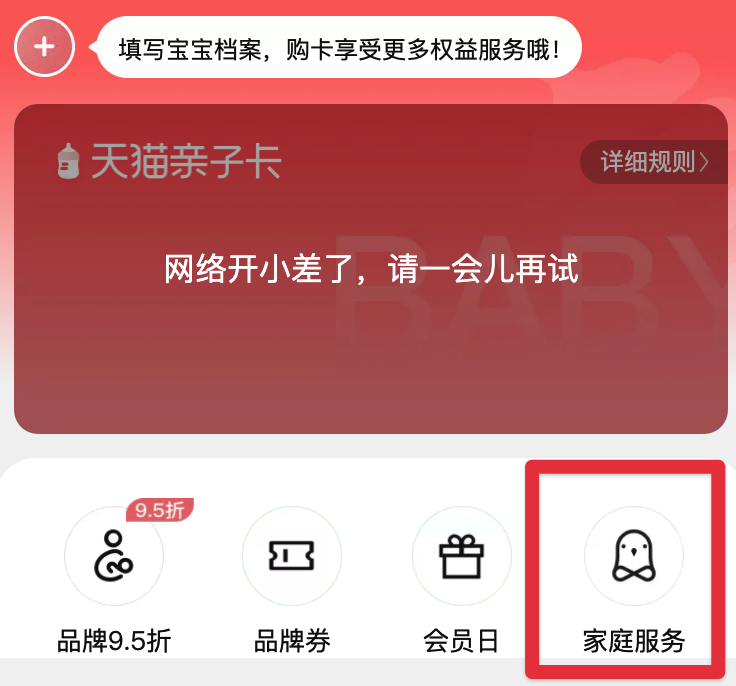 填写宝宝档案，购卡享受更多权益服务哦！
天猫亲子卡
详细规则>
网络开小差了，请一会儿再试
BABY
9.5折
品牌9.5折
品牌券
会员日
家庭服务